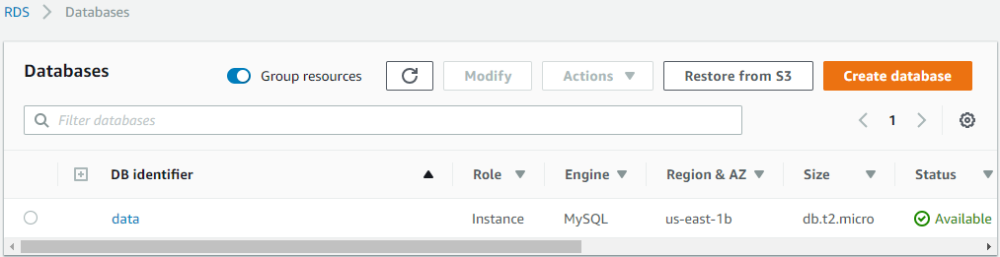 RDS > Databases
Databases Group resources Modify Actions Restore from S3 Create database
Filter databases 1
DB identifier Role Engine Region & AZ Size Status
data Instance MySQL us-east-1b db.t2.micro Available